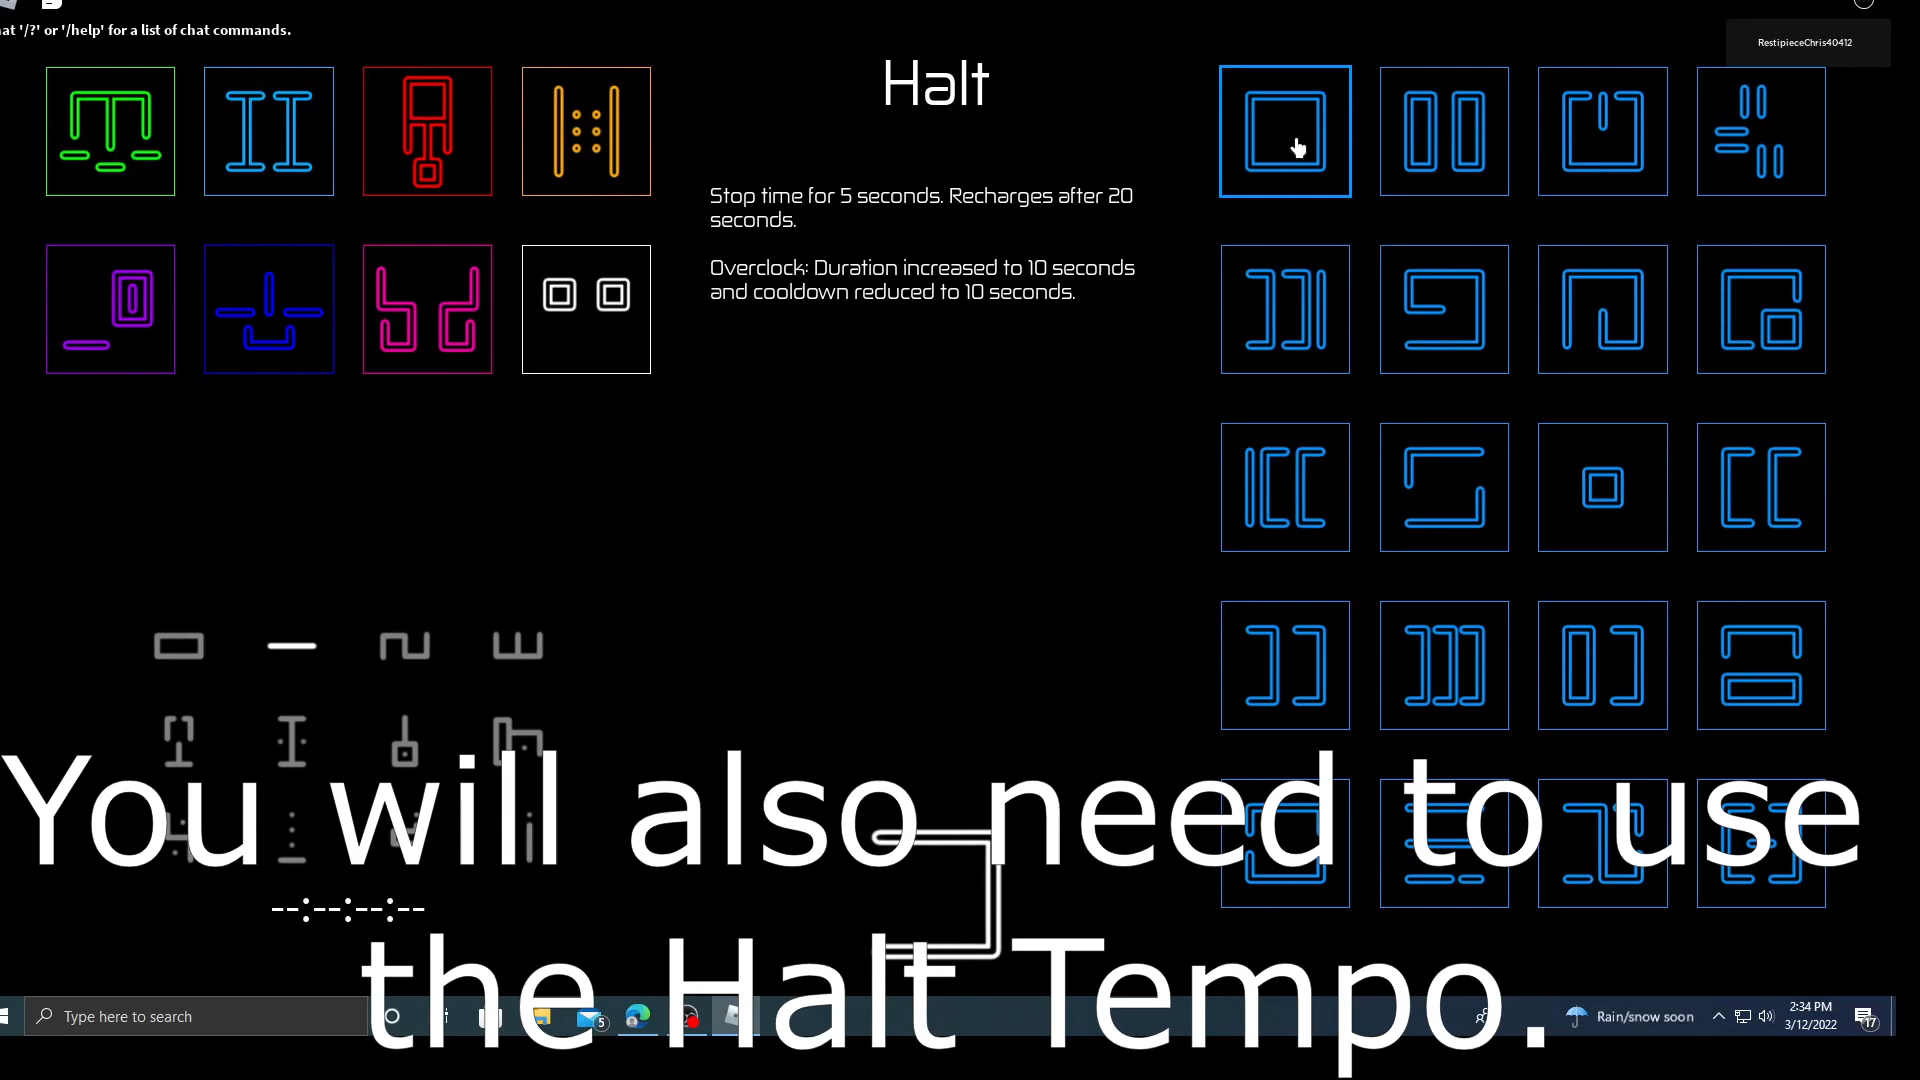 at '/?' or '/help' for a list of chat commands.
RestipieceChris40412
Halt
Stop time for 5 seconds. Recharges after 20
seconds.
Overclock: Duration increased to 10 seconds
and cooldown reduced to 10 seconds.
You will also need to use
--:--:--:--
the Halt Tempo.
Type here to search
5
Rain/snow soon
2:34 PM
3/12/2022
17